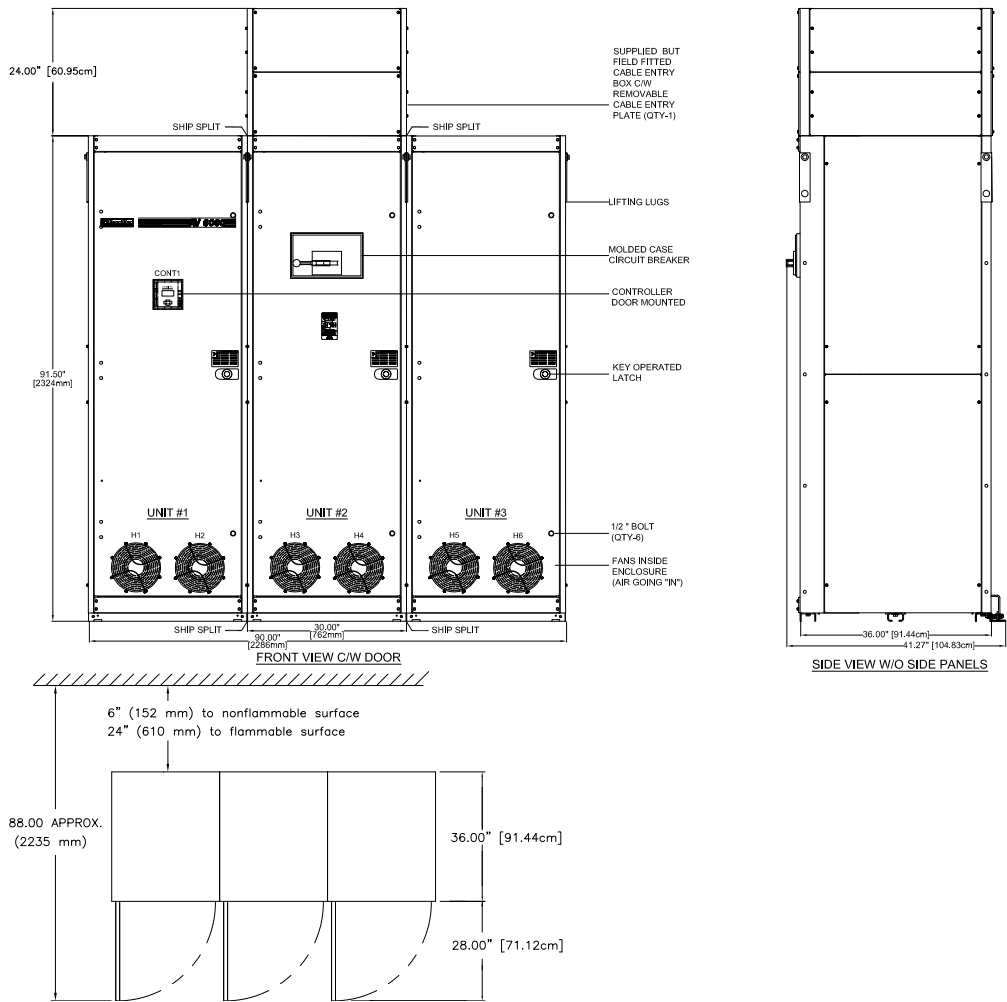 24.00" [60.95cm]
SUPPLIED BUT
FIELD FITTED
CABLE ENTRY
BOX C/W
REMOVABLE
CABLE ENTRY
PLATE (QTY-1)
SHIP SPLIT
SHIP SPLIT
LIFTING LUGS
MOLDED CASE
CIRCUIT BREAKER
CONT1
CONTROLLER
DOOR MOUNTED
91.50"
[2324mm]
KEY OPERATED
LATCH
UNIT #1
UNIT #2
UNIT #3
1/2 " BOLT
(QTY-6)
H1
H2
H3
H4
H5
H6
FANS INSIDE
ENCLOSURE
(AIR GOING "IN")
SHIP SPLIT
30.00"
[762mm]
SHIP SPLIT
90.00"
[2286mm]
FRONT VIEW C/W DOOR
36.00" [91.44cm]
41.27" [104.83cm]
SIDE VIEW W/O SIDE PANELS
6" (152 mm) to nonflammable surface
24" (610 mm) to flammable surface
88.00 APPROX.
(2235 mm)
36.00" [91.44cm]
28.00" [71.12cm]